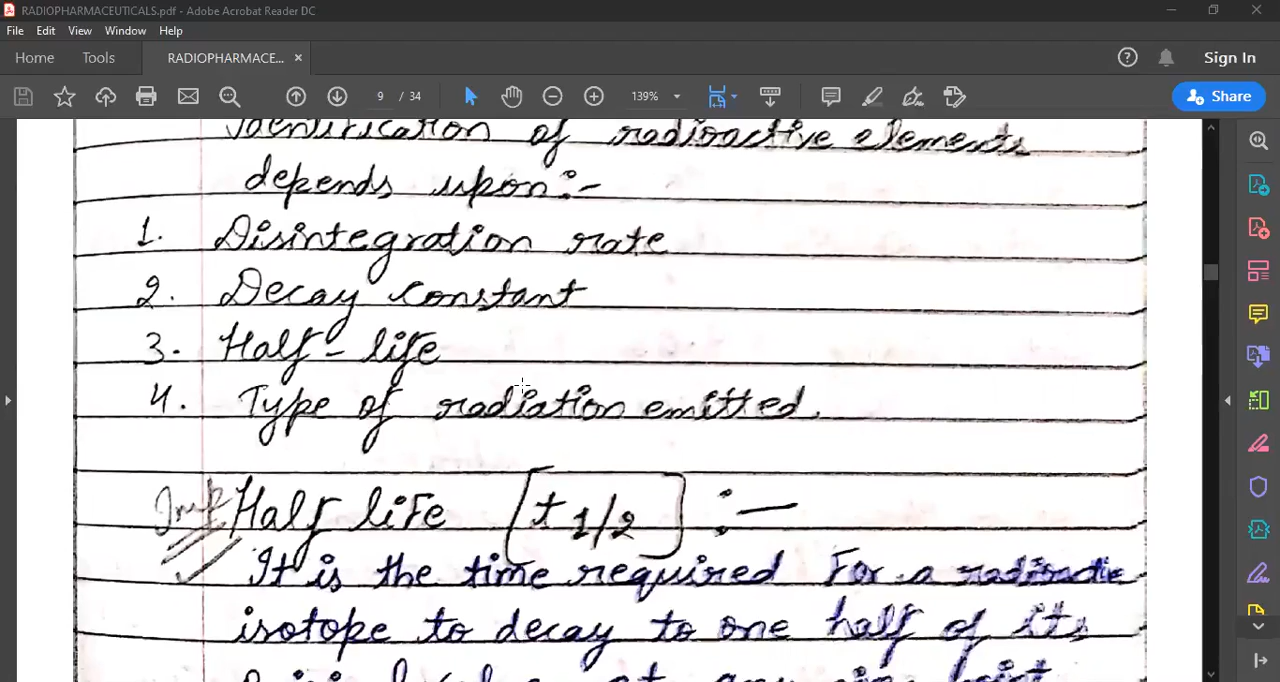 RADIOPHARMACEUTICALS.pdf - Adobe Acrobat Reader DC
File Edit View Window Help
Home Tools RADIOPHARMACE... × Sign In
9 / 34 139% Share
identification of radioactive elements
depends upon:-
1. Disintegration rate
2. Decay constant
3. Half-life
4. Type of radiation emitted.
Imp Half life [t 1/2] :-
It is the time required For a radioactive
isotope to decay to one half of its